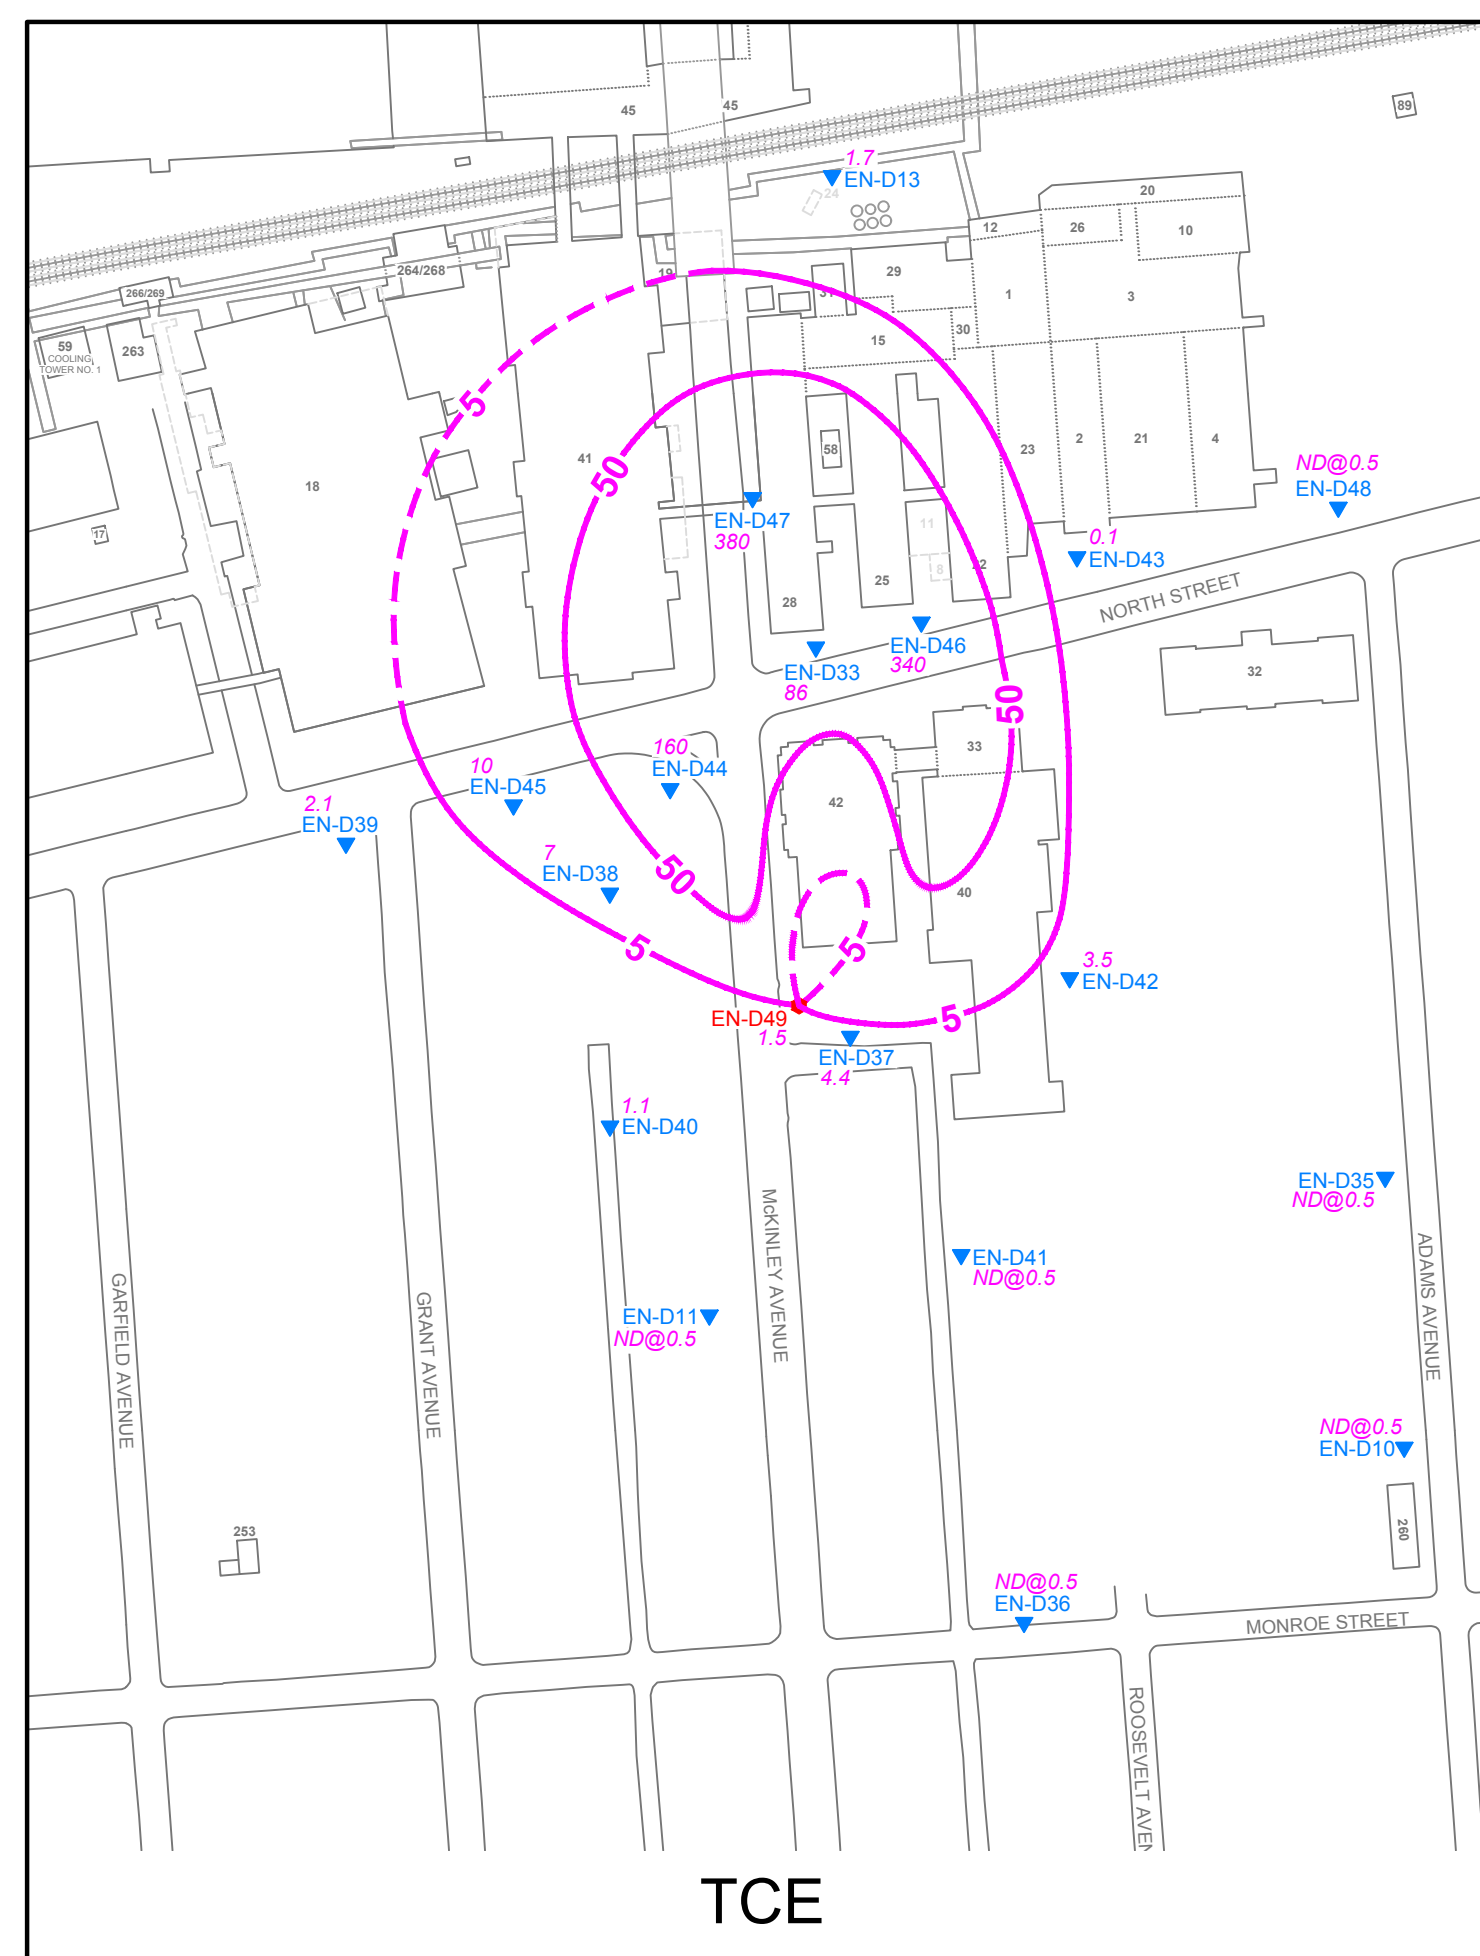 89
45
45
1.7
EN-D13
24
20
12
26
10
29
19
264/268
266/269
31
1
3
59
COOLING
TOWER NO. 1
263
15
30
5
41
50
58
23
2
21
4
18
ND@0.5
EN-D48
EN-D47
380
17
11
0.1
EN-D43
8
22
25
28
NORTH STREET
EN-D46
340
EN-D33
86
32
50
33
160
EN-D44
10
EN-D45
42
2.1
EN-D39
7
EN-D38
50
40
5
5
3.5
EN-D42
EN-D49
1.5
5
EN-D37
4.4
1.1
EN-D40
EN-D35
ND@0.5
McKINLEY AVENUE
EN-D41
ND@0.5
GARFIELD AVENUE
GRANT AVENUE
EN-D11
ND@0.5
ADAMS AVENUE
ND@0.5
EN-D10
253
260
ND@0.5
EN-D36
MONROE STREET
ROOSEVELT AVEN
TCE